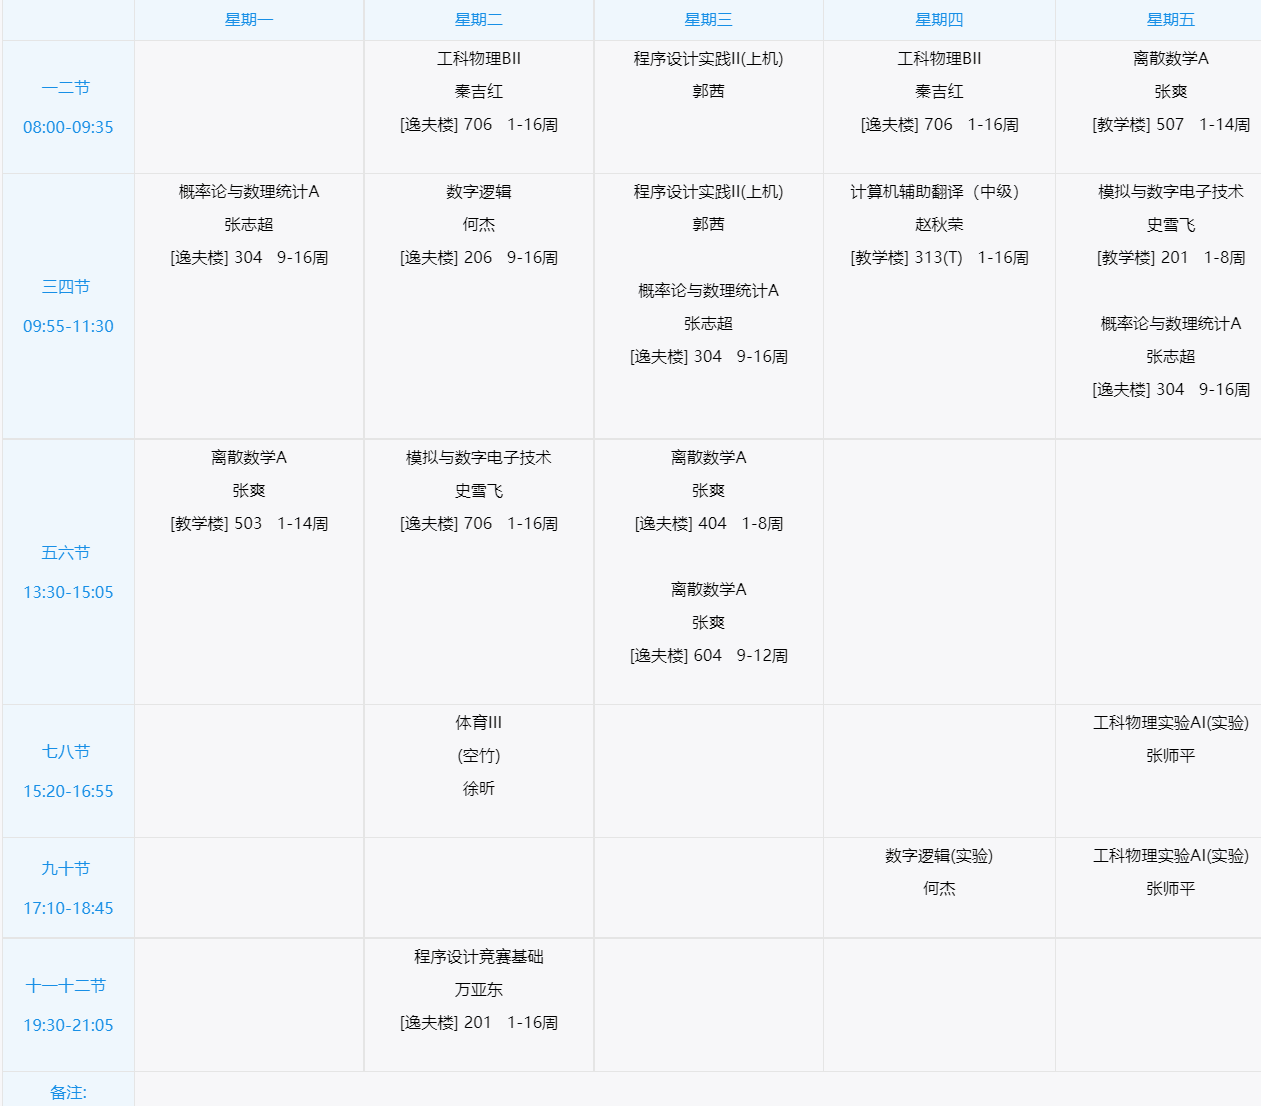 星期一 星期二 星期三 星期四 星期五
一二节
08:00-09:35
工科物理BII
秦吉红
[逸夫楼] 706 1-16周
程序设计实践II(上机)
郭茜
工科物理BII
秦吉红
[逸夫楼] 706 1-16周
离散数学A
张爽
[教学楼] 507 1-14周
三四节
09:55-11:30
概率论与数理统计A
张志超
[逸夫楼] 304 9-16周
数字逻辑
何杰
[逸夫楼] 206 9-16周
程序设计实践II(上机)
郭茜
概率论与数理统计A
张志超
[逸夫楼] 304 9-16周
计算机辅助翻译（中级）
赵秋荣
[教学楼] 313(T) 1-16周
模拟与数字电子技术
史雪飞
[教学楼] 201 1-8周
概率论与数理统计A
张志超
[逸夫楼] 304 9-16周
五六节
13:30-15:05
离散数学A
张爽
[教学楼] 503 1-14周
模拟与数字电子技术
史雪飞
[逸夫楼] 706 1-16周
离散数学A
张爽
[逸夫楼] 404 1-8周
离散数学A
张爽
[逸夫楼] 604 9-12周
七八节
15:20-16:55
体育III
(空竹)
徐昕
工科物理实验AI(实验)
张师平
九十节
17:10-18:45
数字逻辑(实验)
何杰
工科物理实验AI(实验)
张师平
十一十二节
19:30-21:05
程序设计竞赛基础
万亚东
[逸夫楼] 201 1-16周
备注: